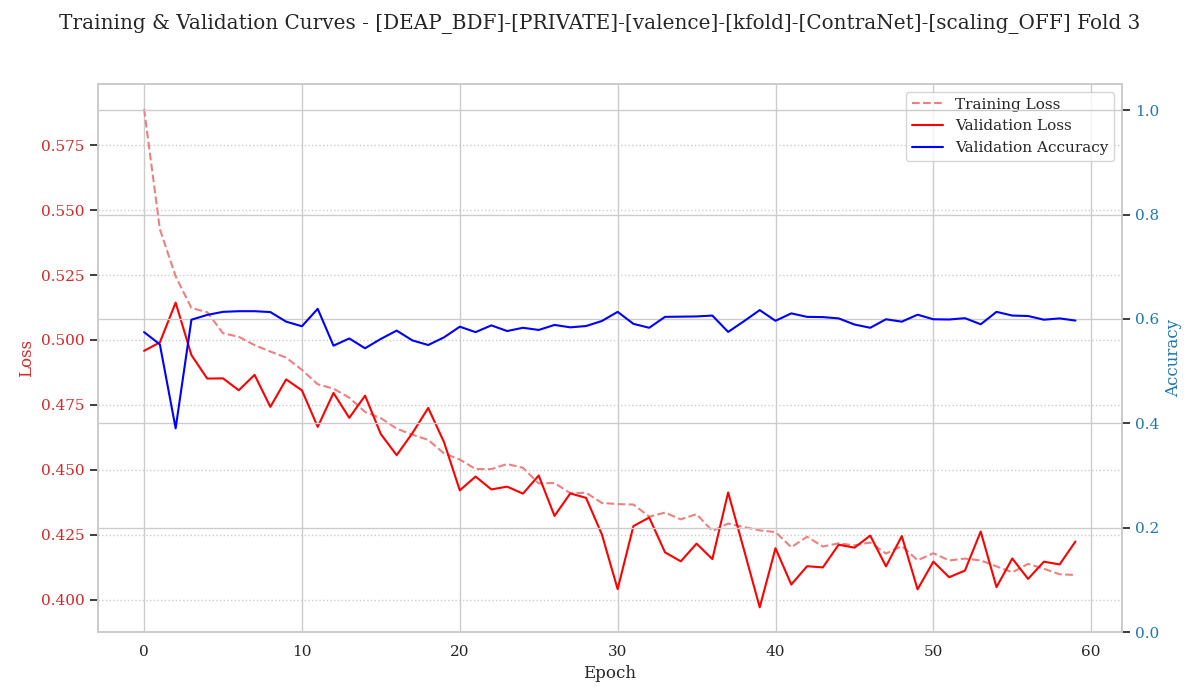 Training & Validation Curves - [DEAP_BDF]-[PRIVATE]-[valence]-[kfold]-[ContraNet]-[scaling_OFF] Fold 3
Training Loss
Validation Loss
Validation Accuracy
Loss
0.575
0.550
0.525
0.500
0.475
0.450
0.425
0.400
1.0
0.8
0.6
0.4
0.2
0.0
Accuracy
0 10 20 30 40 50 60
Epoch